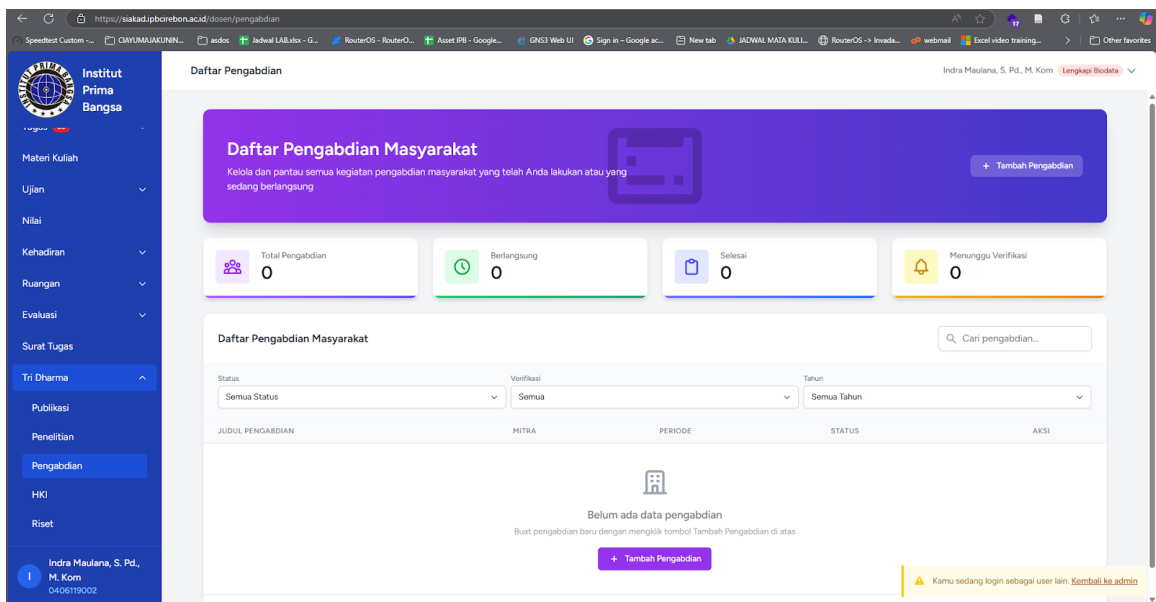 https://siakad.ipbcirebon.ac.id/dosen/pengabdian
17
Speedtest Custom -...
CIAYUMAJAKUNIN...
asdos
Jadwal LAB.xlsx - G...
RouterOS - RouterO...
Asset IPB - Google...
GNS3 Web UI
Sign in – Google ac...
New tab
JADWAL MATA KULI...
RouterOS -> Invada...
webmail
Excel video training...
Other favorites
INSTITUT PRIMA BANGSA
Institut
Prima
Bangsa
Tugas
Materi Kuliah
Ujian
Nilai
Kehadiran
Ruangan
Evaluasi
Surat Tugas
Tri Dharma
Publikasi
Penelitian
Pengabdian
HKI
Riset
I
Indra Maulana, S. Pd.,
M. Kom
0406119002
Daftar Pengabdian
Indra Maulana, S. Pd., M. Kom
Lengkapi Biodata
Daftar Pengabdian Masyarakat
Kelola dan pantau semua kegiatan pengabdian masyarakat yang telah Anda lakukan atau yang
sedang berlangsung
+ Tambah Pengabdian
Total Pengabdian
0
Berlangsung
0
Selesai
0
Menunggu Verifikasi
0
Daftar Pengabdian Masyarakat
Cari pengabdian...
Status
Semua Status
Verifikasi
Semua
Tahun
Semua Tahun
JUDUL PENGABDIAN MITRA PERIODE STATUS AKSI
Belum ada data pengabdian
Buat pengabdian baru dengan mengklik tombol Tambah Pengabdian di atas
+ Tambah Pengabdian
Kamu sedang login sebagai user lain. Kembali ke admin